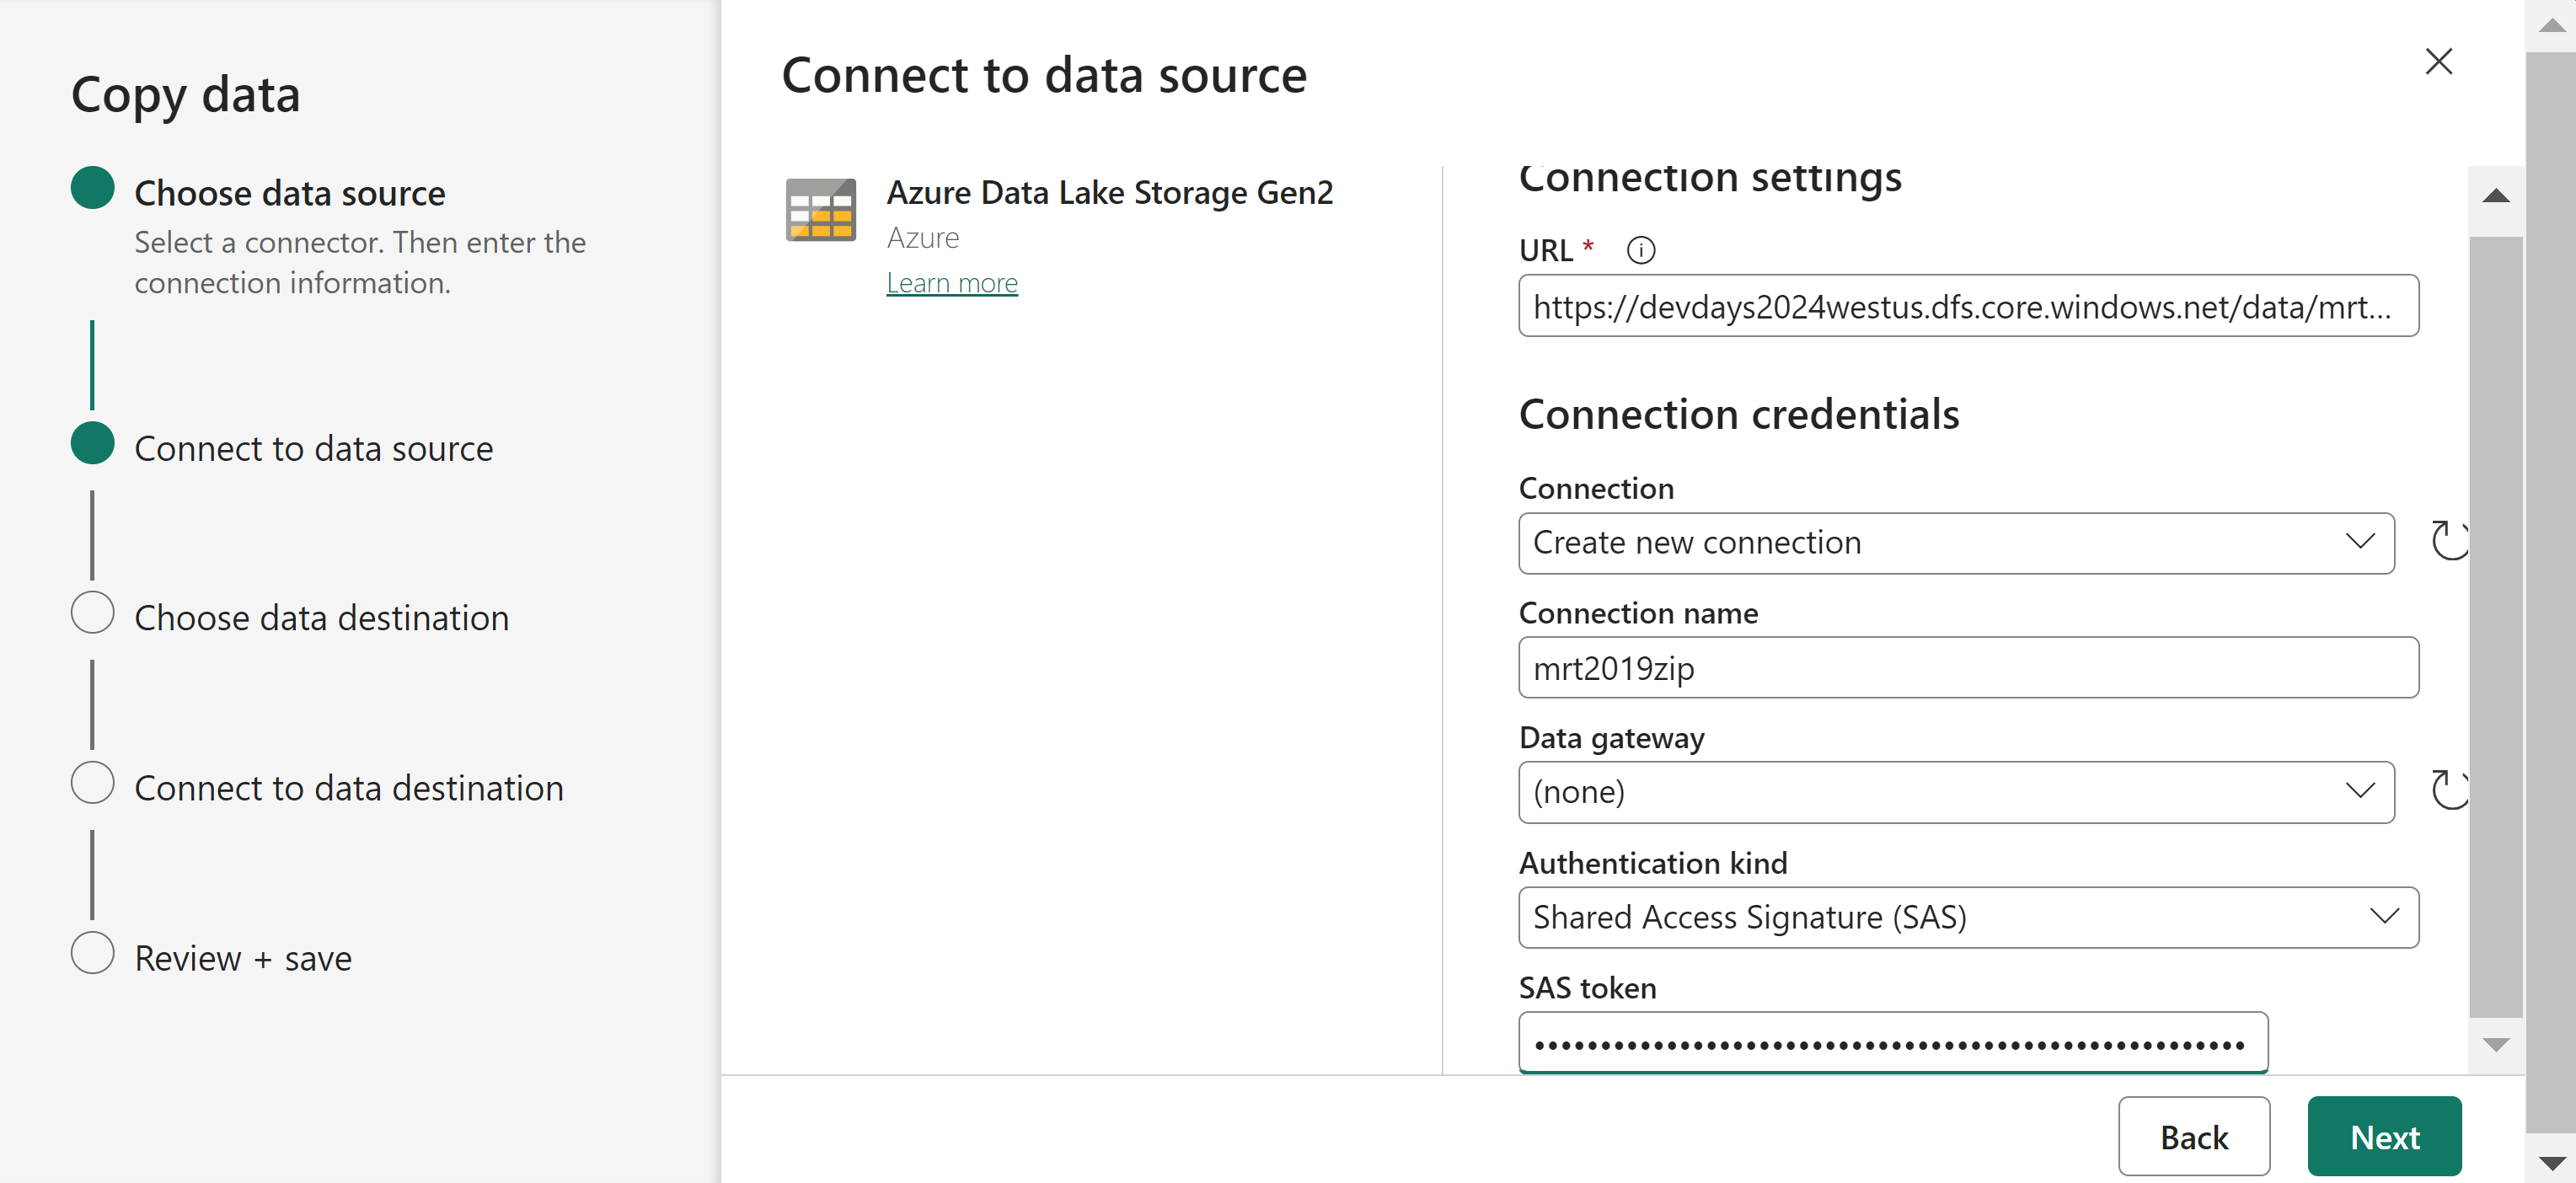 Copy data
Choose data source
Select a connector. Then enter the
connection information.
Connect to data source
Choose data destination
Connect to data destination
Review + save
Connect to data source
Azure Data Lake Storage Gen2
Azure
Learn more
Connection settings
URL *
https://devdays2024westus.dfs.core.windows.net/data/mrt...
Connection credentials
Connection
Create new connection
Connection name
mrt2019zip
Data gateway
(none)
Authentication kind
Shared Access Signature (SAS)
SAS token
Back
Next